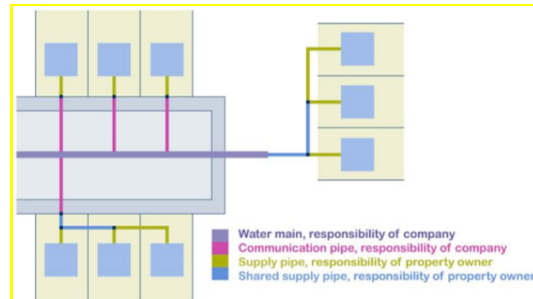 Water main, responsibility of company
Communication pipe, responsibility of company
Supply pipe, responsibility of property owner
Shared supply pipe, responsibility of property owner